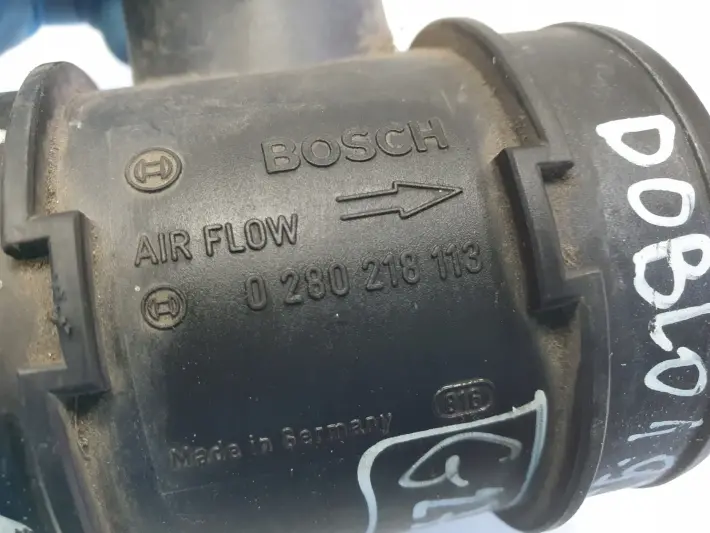 BOSCH
AIR FLOW
0 280 218 113
Made in Germany
DOBLO 1.9